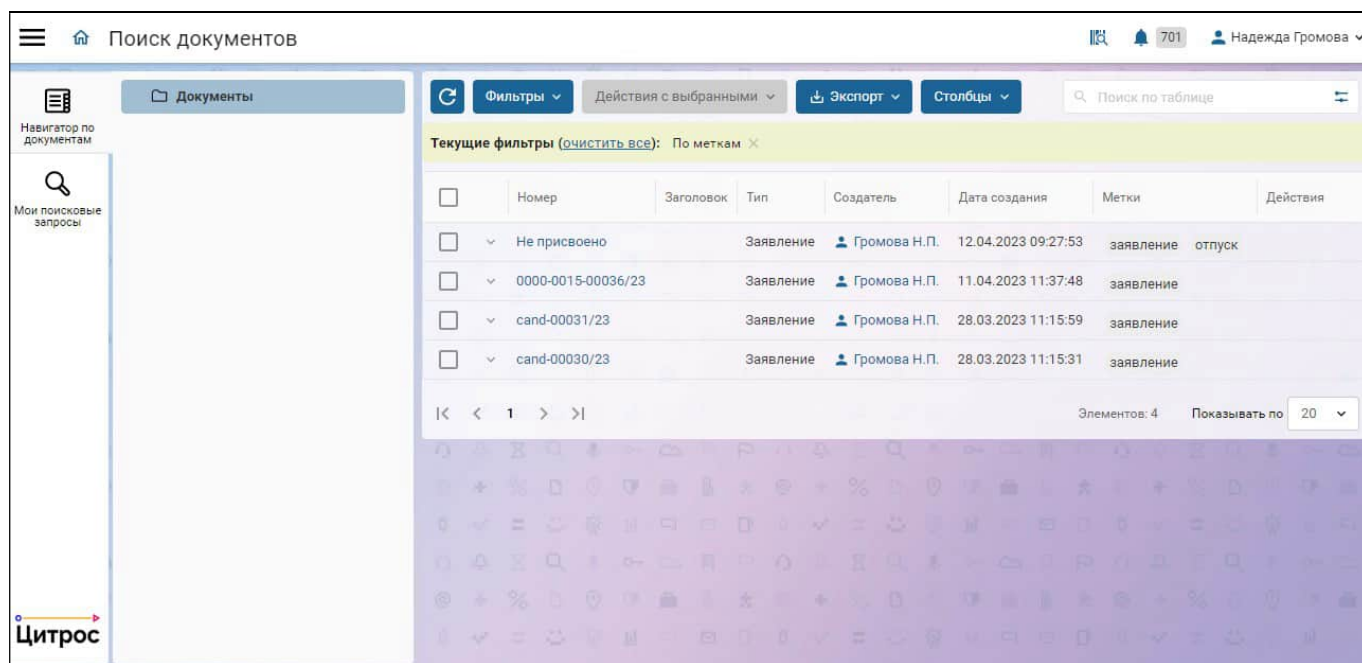 Поиск документов
701
Надежда Громова
Навигатор по
документам
Мои поисковые
запросы
Цитрос
Документы
Фильтры
Действия с выбранными
Экспорт
Столбцы
Поиск по таблице
Текущие фильтры (очистить все): По меткам
Номер Заголовок Тип Создатель Дата создания Метки Действия
Не присвоено Заявление Громова Н.П. 12.04.2023 09:27:53 заявление отпуск
0000-0015-00036/23 Заявление Громова Н.П. 11.04.2023 11:37:48 заявление
cand-00031/23 Заявление Громова Н.П. 28.03.2023 11:15:59 заявление
cand-00030/23 Заявление Громова Н.П. 28.03.2023 11:15:31 заявление
1 Элементов: 4 Показывать по 20